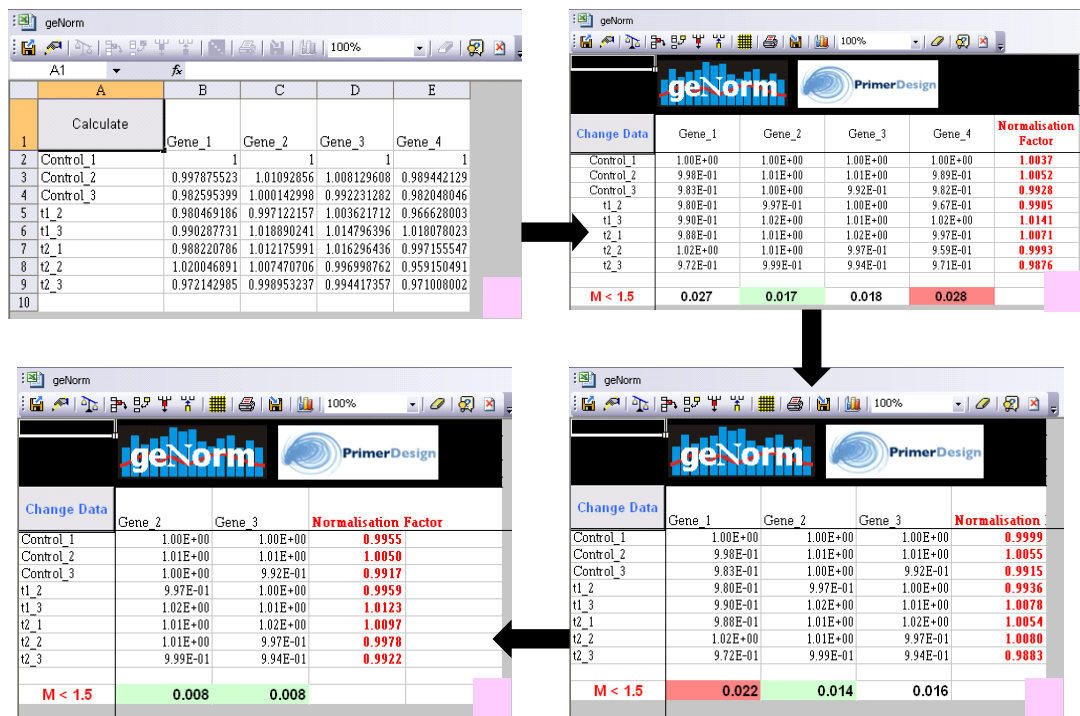 geNorm
100%
A1 fx
A B C D E
1 Calculate Gene_1 Gene_2 Gene_3 Gene_4
2 Control_1 1 1 1 1
3 Control_2 0.997875523 1.01092856 1.008129608 0.989442129
4 Control_3 0.982595399 1.000142998 0.992231282 0.982048046
5 t1_2 0.980469186 0.997122157 1.003621712 0.966628003
6 t1_3 0.990287731 1.018890241 1.014796396 1.018078023
7 t2_1 0.988220786 1.012175991 1.016296436 0.997155547
8 t2_2 1.020046891 1.007470706 0.996998762 0.959150491
9 t2_3 0.972142985 0.998953237 0.994417357 0.971008002
10
geNorm
100%
geNorm PrimerDesign
Change Data Gene_1 Gene_2 Gene_3 Gene_4 Normalisation
Factor
Control_1 1.00E+00 1.00E+00 1.00E+00 1.00E+00 1.0037
Control_2 9.98E-01 1.01E+00 1.01E+00 9.89E-01 1.0052
Control_3 9.83E-01 1.00E+00 9.92E-01 9.82E-01 0.9928
t1_2 9.80E-01 9.97E-01 1.00E+00 9.67E-01 0.9905
t1_3 9.90E-01 1.02E+00 1.01E+00 1.02E+00 1.0141
t2_1 9.88E-01 1.01E+00 1.02E+00 9.97E-01 1.0071
t2_2 1.02E+00 1.01E+00 9.97E-01 9.59E-01 0.9993
t2_3 9.72E-01 9.99E-01 9.94E-01 9.71E-01 0.9876
M < 1.5 0.027 0.017 0.018 0.028
geNorm
100%
geNorm PrimerDesign
Change Data Gene_2 Gene_3 Normalisation Factor
Control_1 1.00E+00 1.00E+00 0.9955
Control_2 1.01E+00 1.01E+00 1.0050
Control_3 1.00E+00 9.92E-01 0.9917
t1_2 9.97E-01 1.00E+00 0.9959
t1_3 1.02E+00 1.01E+00 1.0123
t2_1 1.01E+00 1.02E+00 1.0097
t2_2 1.01E+00 9.97E-01 0.9978
t2_3 9.99E-01 9.94E-01 0.9922
M < 1.5 0.008 0.008
geNorm
100%
geNorm PrimerDesign
Change Data Gene_1 Gene_2 Gene_3 Normalisation
Control_1 1.00E+00 1.00E+00 1.00E+00 0.9999
Control_2 9.98E-01 1.01E+00 1.01E+00 1.0055
Control_3 9.83E-01 1.00E+00 9.92E-01 0.9915
t1_2 9.80E-01 9.97E-01 1.00E+00 0.9936
t1_3 9.90E-01 1.02E+00 1.01E+00 1.0078
t2_1 9.88E-01 1.01E+00 1.02E+00 1.0054
t2_2 1.02E+00 1.01E+00 9.97E-01 1.0080
t2_3 9.72E-01 9.99E-01 9.94E-01 0.9883
M < 1.5 0.022 0.014 0.016